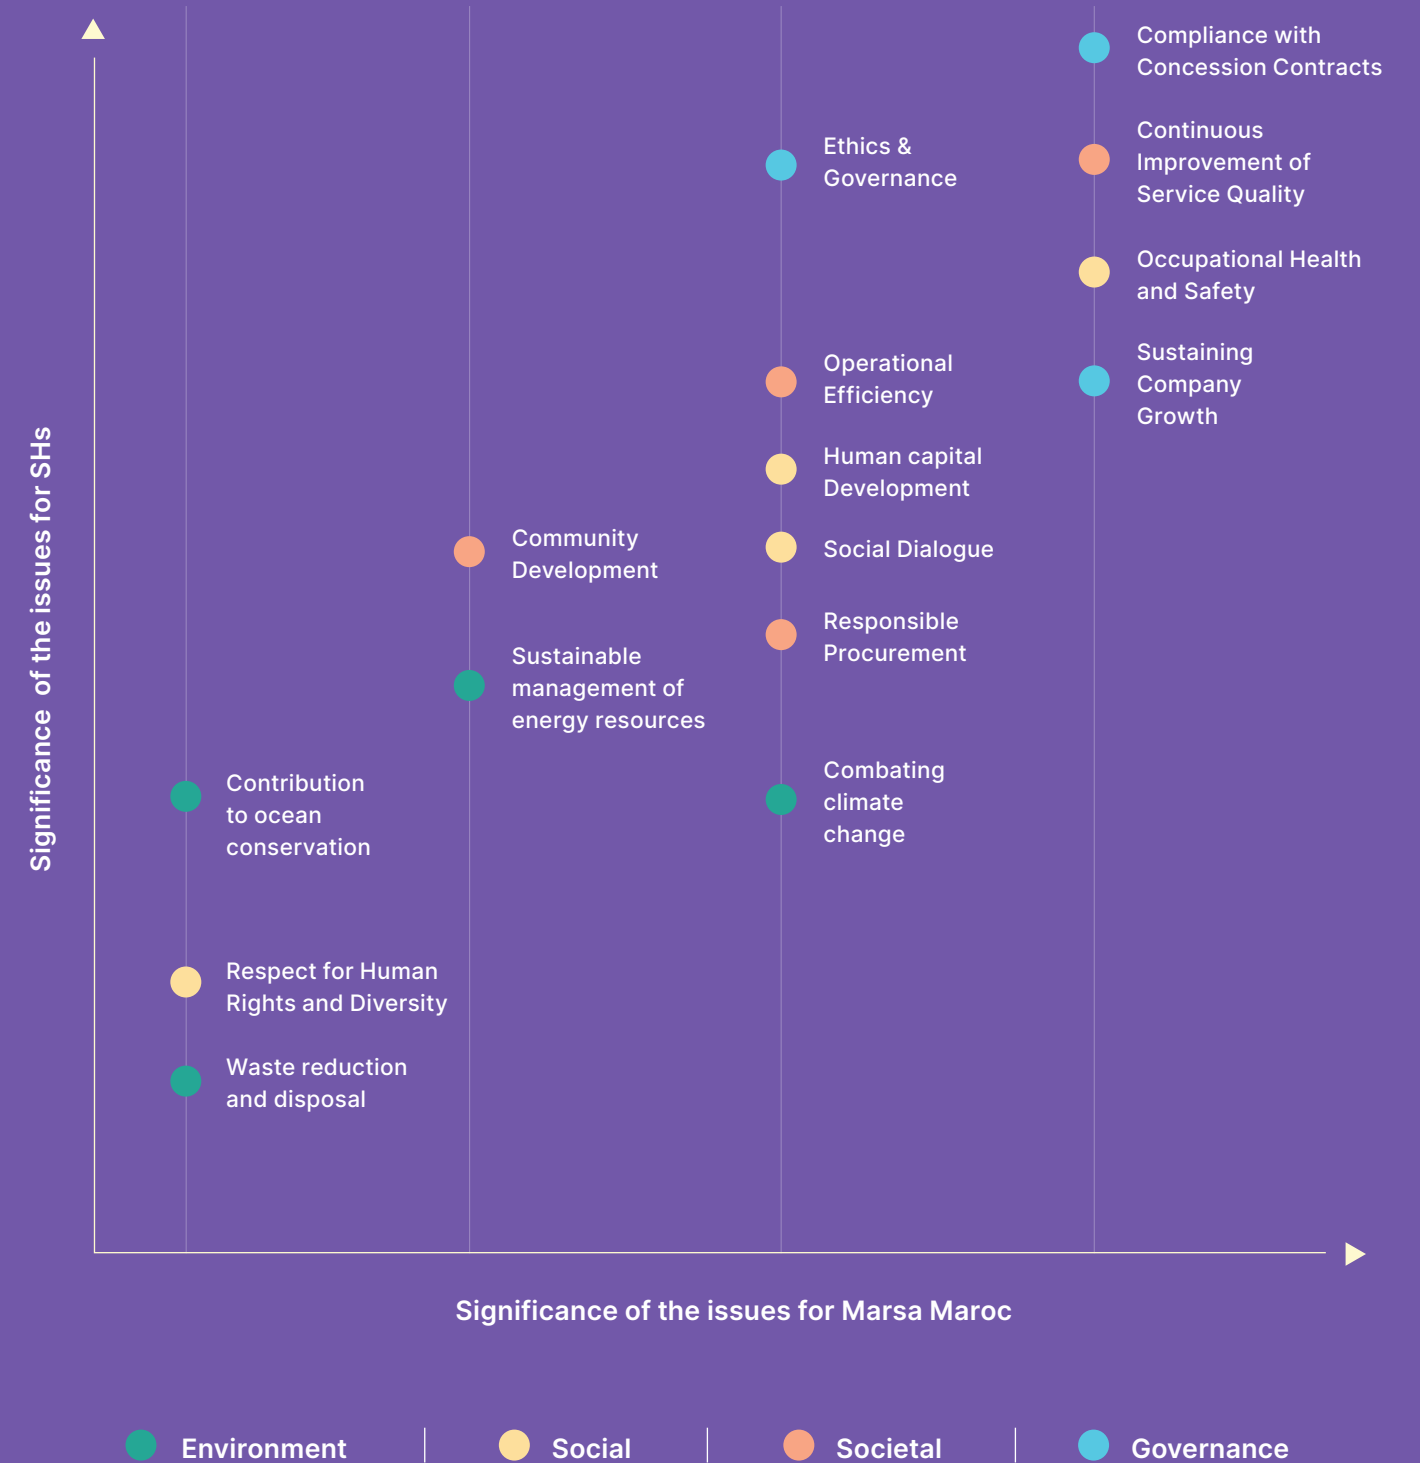 Compliance with
Concession Contracts
Continuous
Improvement of
Service Quality
Ethics &
Governance
Occupational Health
and Safety
Sustaining
Company
Growth
Operational
Efficiency
Human capital
Development
Community
Development
Social Dialogue
Responsible
Procurement
Sustainable
management of
energy resources
Combating
climate
change
Contribution
to ocean
conservation
Respect for Human
Rights and Diversity
Waste reduction
and disposal
Significance of the issues for SHs
Significance of the issues for Marsa Maroc
Environment
Social
Societal
Governance